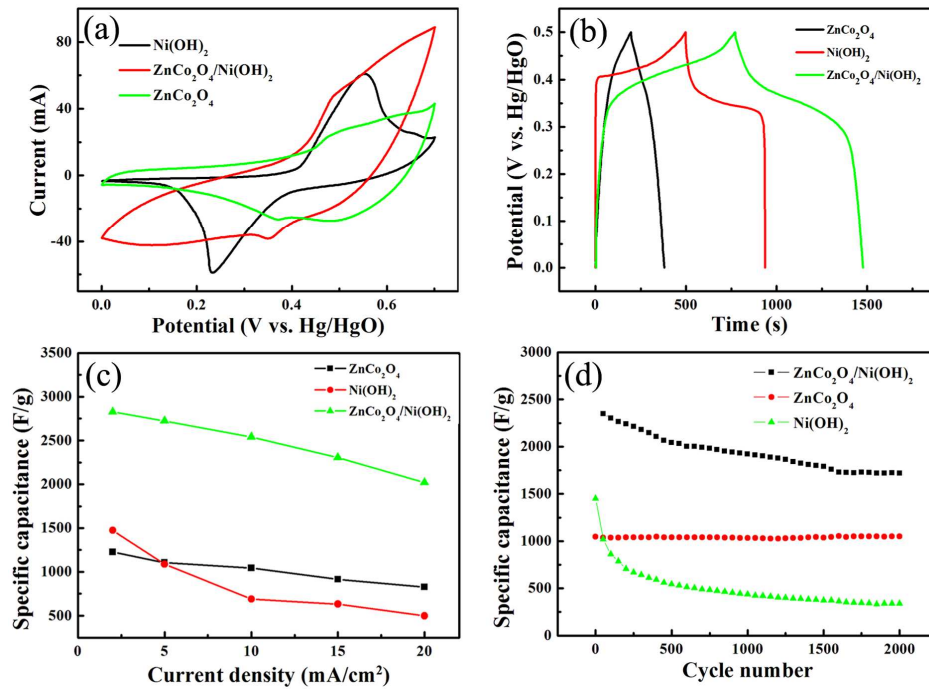 (a)
Ni(OH)₂
ZnCo₂O₄/Ni(OH)₂
ZnCo₂O₄
80
40
0
-40
Current (mA)
0.0 0.2 0.4 0.6
Potential (V vs. Hg/HgO)
(b)
ZnCo₂O₄
Ni(OH)₂
ZnCo₂O₄/Ni(OH)₂
0.5
0.4
0.3
0.2
0.1
0.0
Potential (V vs. Hg/HgO)
0 500 1000 1500
Time (s)
(c)
ZnCo₂O₄
Ni(OH)₂
ZnCo₂O₄/Ni(OH)₂
3500
3000
2500
2000
1500
1000
500
Specific capacitance (F/g)
0 5 10 15 20
Current density (mA/cm²)
(d)
ZnCo₂O₄/Ni(OH)₂
ZnCo₂O₄
Ni(OH)₂
3000
2500
2000
1500
1000
500
0
Specific capacitance (F/g)
0 500 1000 1500 2000
Cycle number